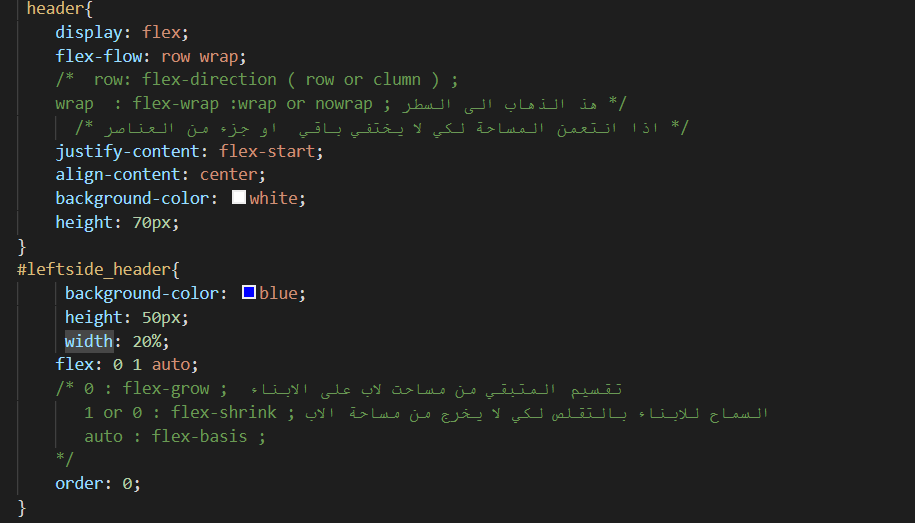 header{
display: flex;
flex-flow: row wrap;
/*  row: flex-direction ( row or clumn ) ;
wrap  : flex-wrap :wrap or nowrap ; هذ الذهاب الى السطر */
/* اذا انتعمن المساحة لكي لا يختفي باقي  او جزء من العناصر */
justify-content: flex-start;
align-content: center;
background-color: white;
height: 70px;
}
#leftside_header{
background-color: blue;
height: 50px;
width: 20%;
flex: 0 1 auto;
/* 0 : flex-grow ;  تقسيم المتبقي من مساحت لاب على الابناء
1 or 0 : flex-shrink ; السماح للابناء بالتقلص لكي لا يخرج من مساحة الاب
auto : flex-basis ;
*/
order: 0;
}